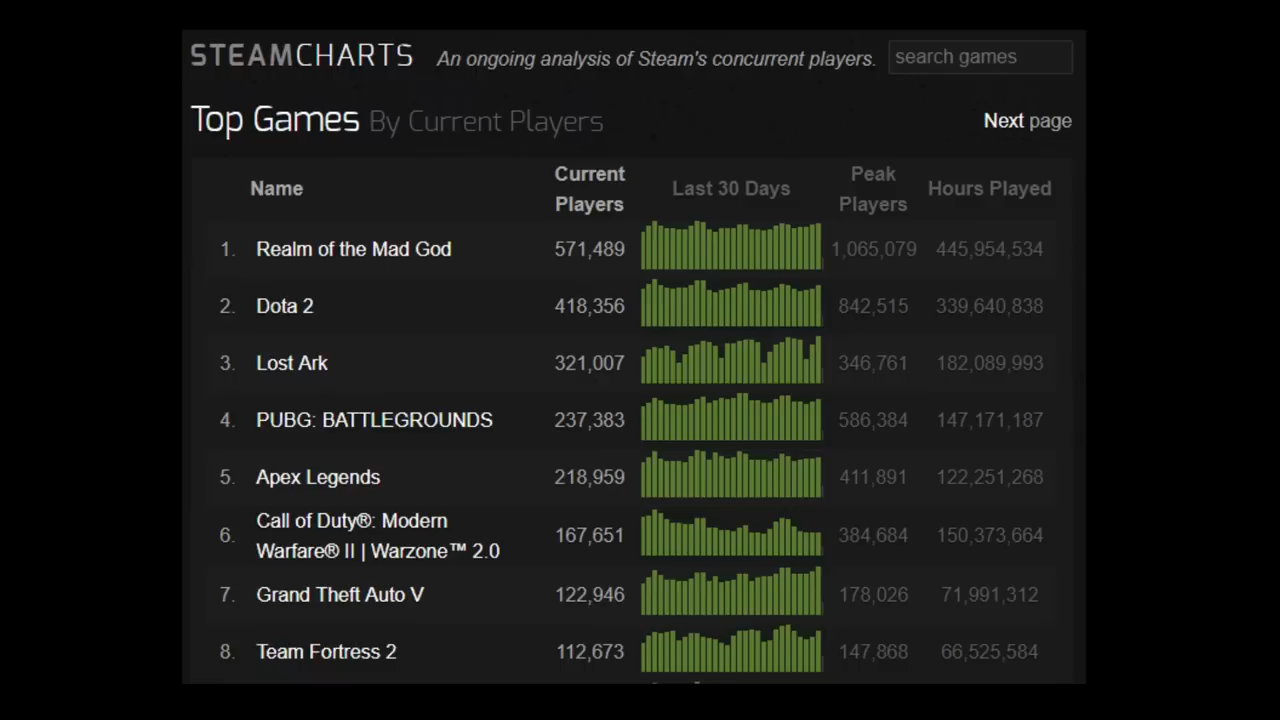 STEAMCHARTS An ongoing analysis of Steam's concurrent players. search games
Top Games By Current Players Next page
Name Current Players Last 30 Days Peak Players Hours Played
1. Realm of the Mad God 571,489 1,065,079 445,954,534
2. Dota 2 418,356 842,515 339,640,838
3. Lost Ark 321,007 346,761 182,089,993
4. PUBG: BATTLEGROUNDS 237,383 586,384 147,171,187
5. Apex Legends 218,959 411,891 122,251,268
6. Call of Duty®: Modern Warfare® II | Warzone™ 2.0 167,651 384,684 150,373,664
7. Grand Theft Auto V 122,946 178,026 71,991,312
8. Team Fortress 2 112,673 147,868 66,525,584